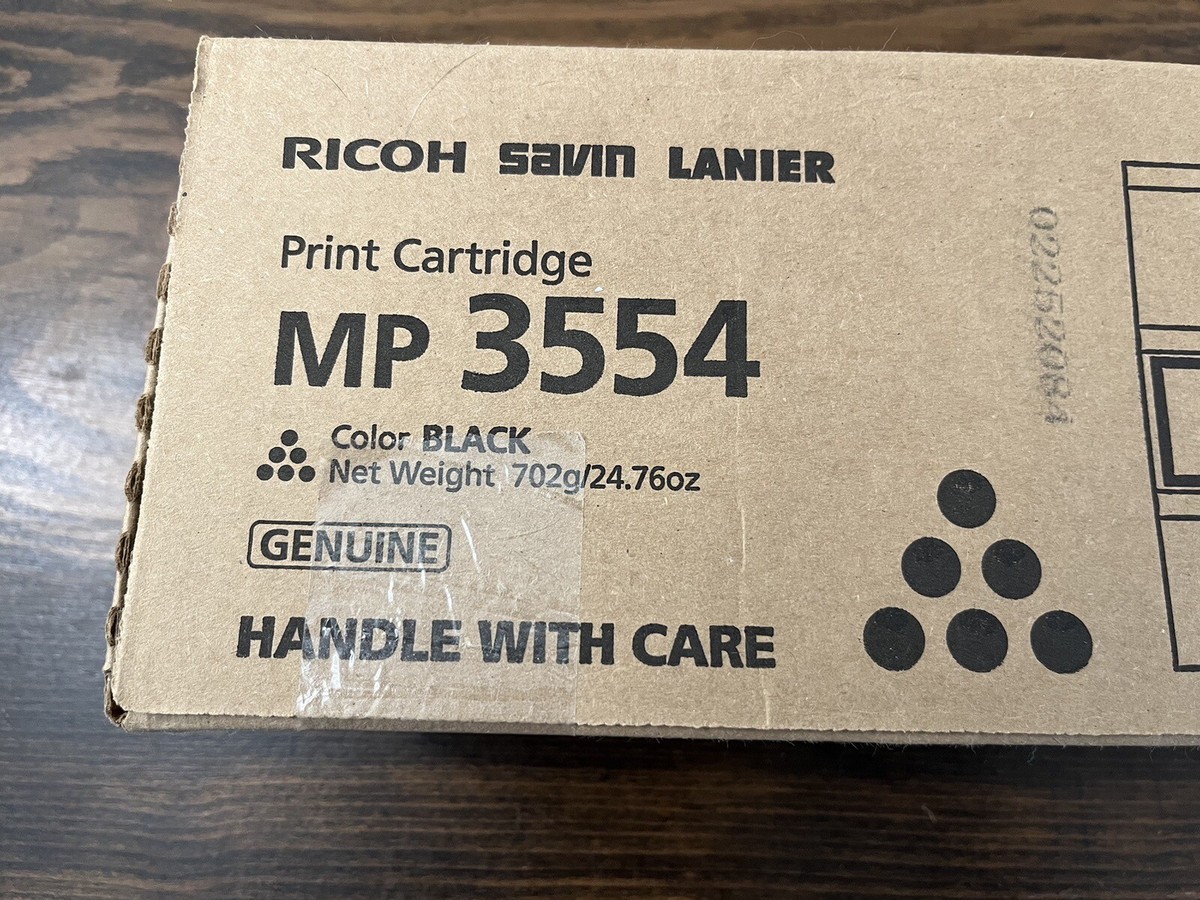 RICOH savin LANIER
Print Cartridge
MP 3554
Color BLACK
Net Weight 702g/24.76oz
GENUINE
HANDLE WITH CARE